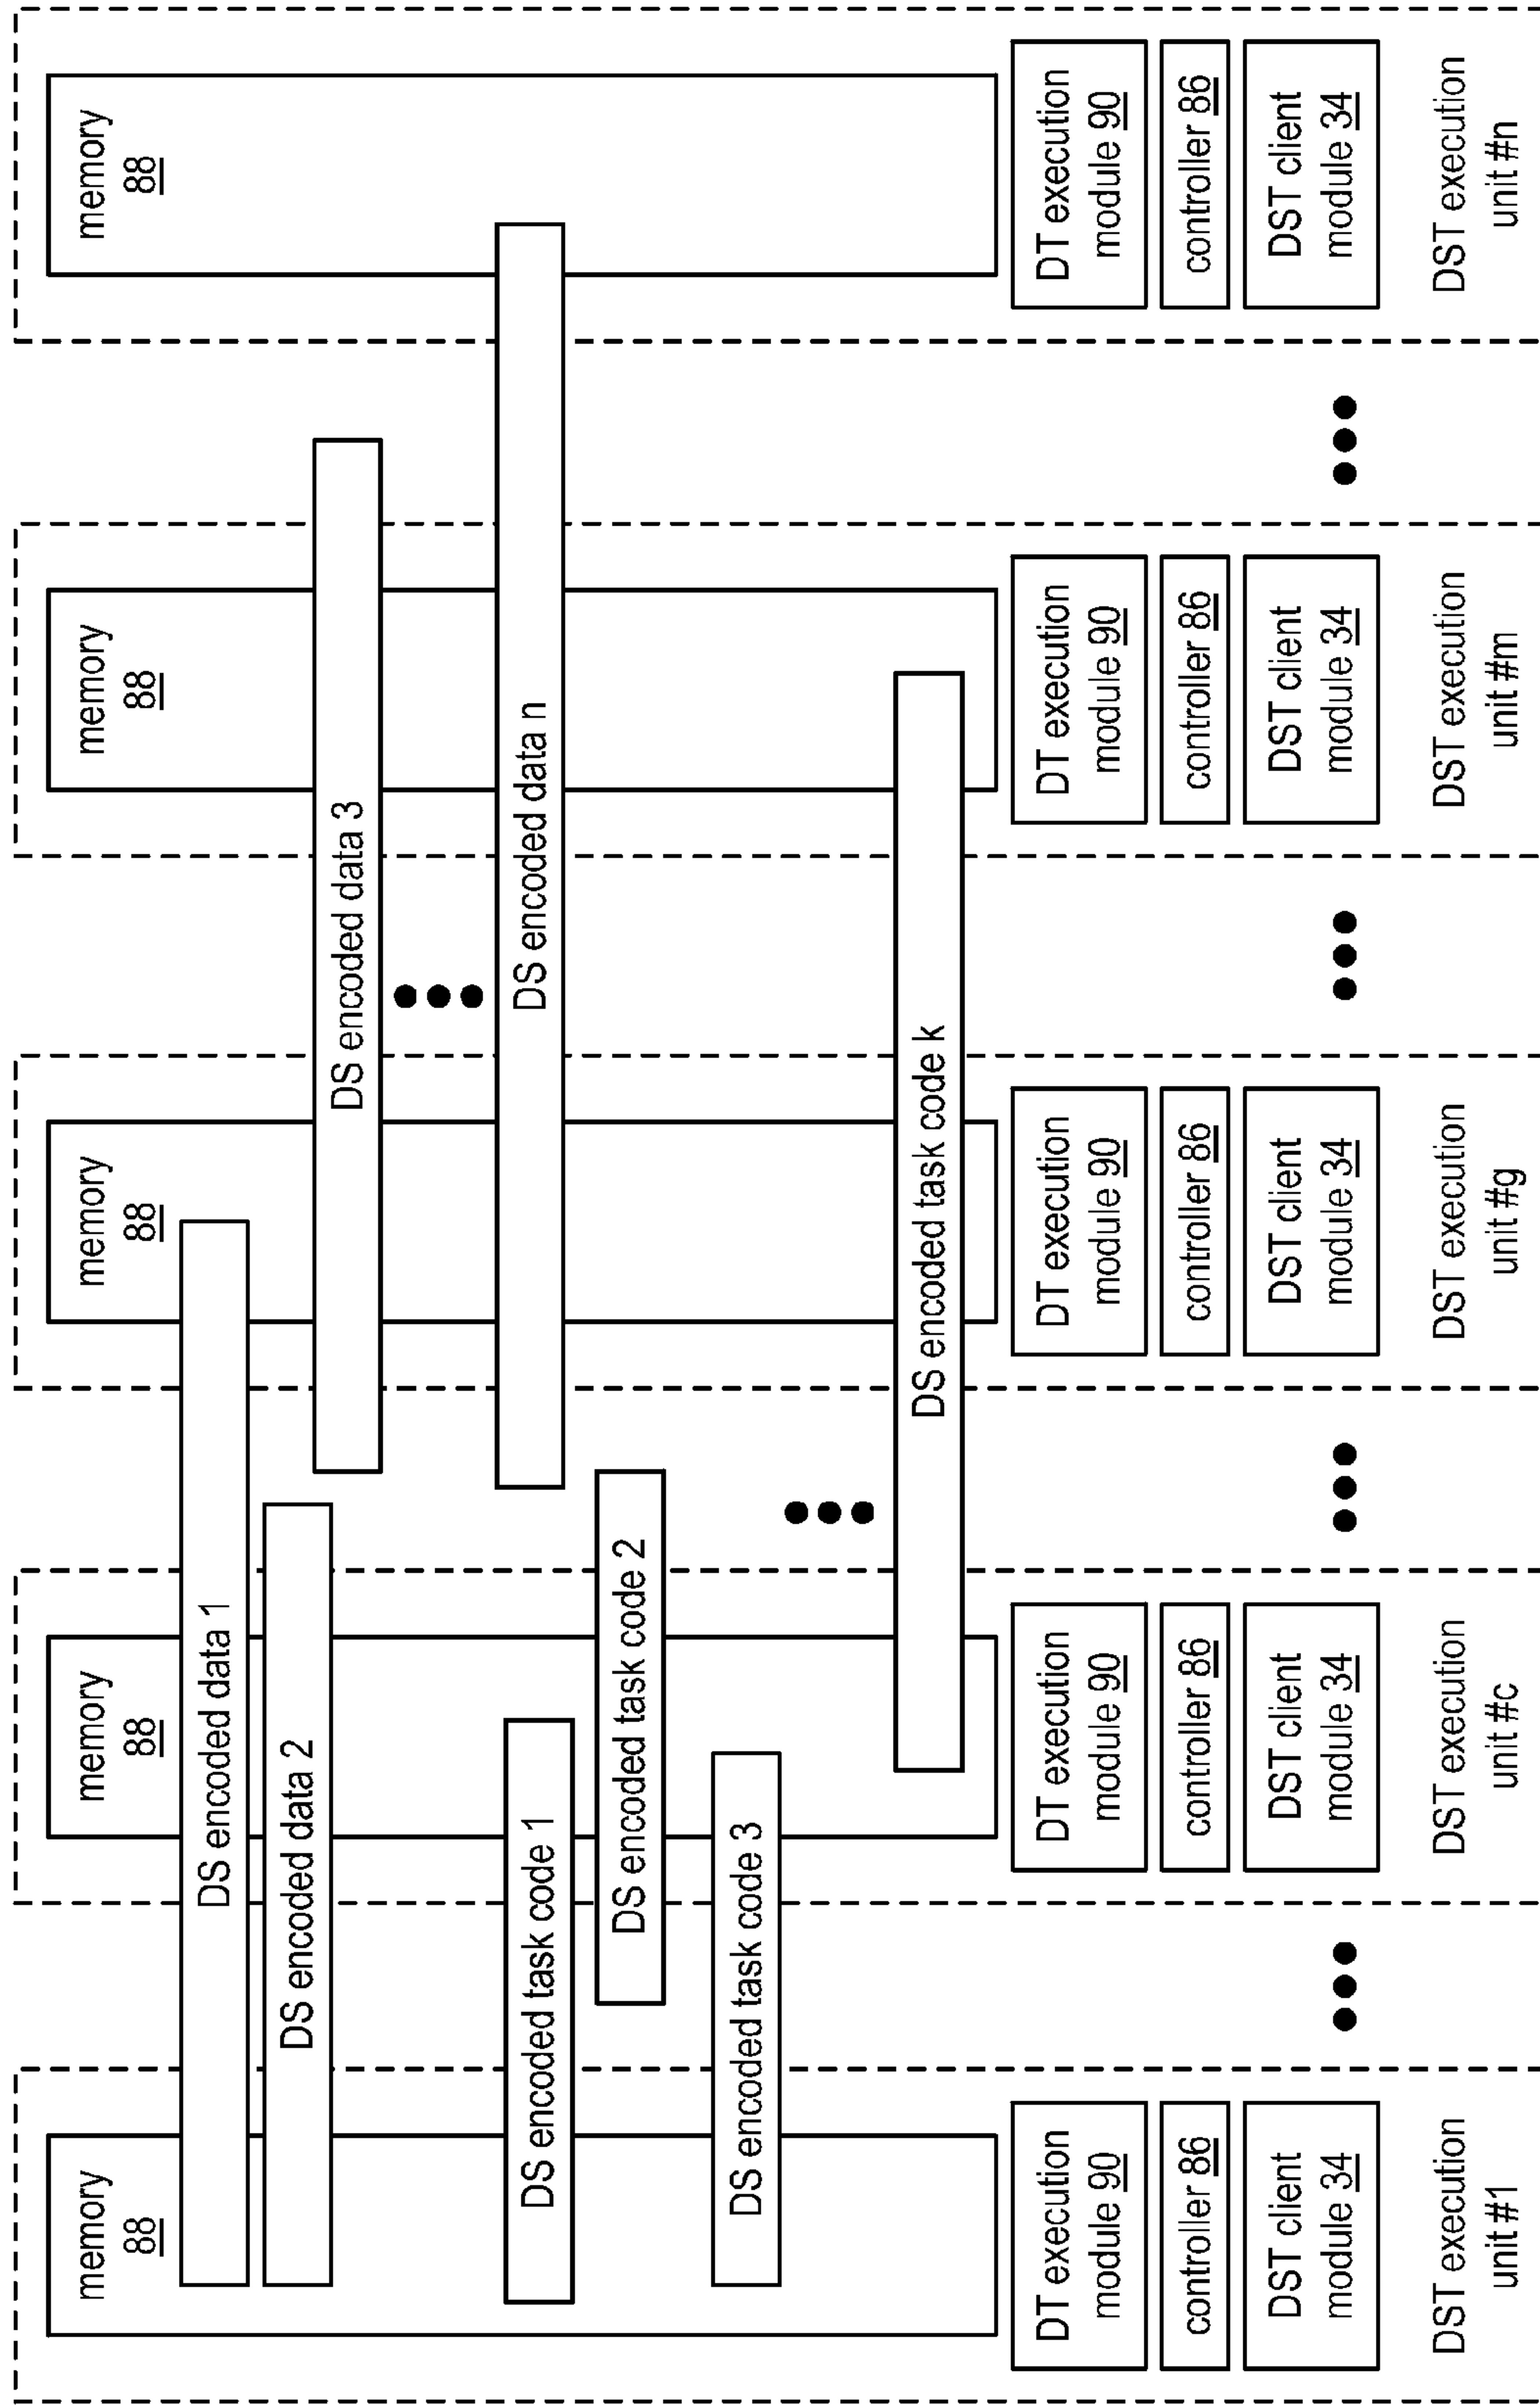 memory
88
memory
88
memory
88
memory
88
memory
88
DS encoded data 1
DS encoded data 2
DS encoded data 3
DS encoded data n
DS encoded task code 1
DS encoded task code 2
DS encoded task code 3
DS encoded task code k
DT execution
module 90
controller 86
DST client
module 34
DST execution
unit #1
DT execution
module 90
controller 86
DST client
module 34
DST execution
unit #c
DT execution
module 90
controller 86
DST client
module 34
DST execution
unit #g
DT execution
module 90
controller 86
DST client
module 34
DST execution
unit #m
DT execution
module 90
controller 86
DST client
module 34
DST execution
unit #n